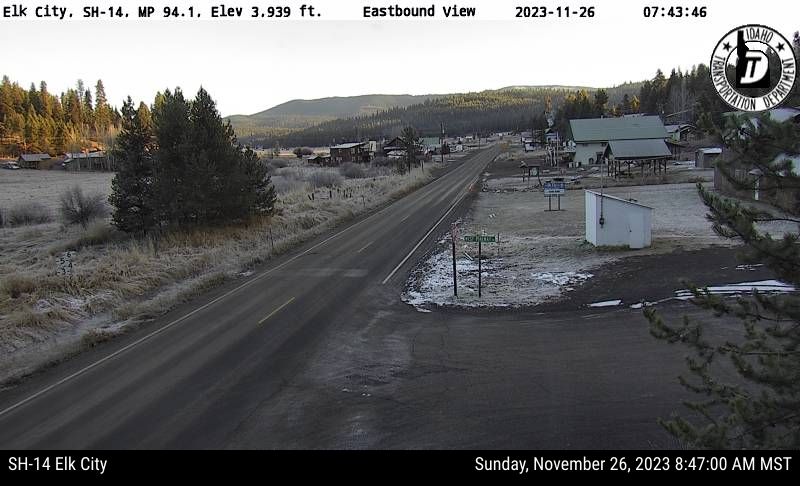 Elk City, SH-14, MP 94.1, Elev 3,939 ft. Eastbound View 2023-11-26 07:43:46
IDAHO
TRANSPORTATION DEPARTMENT
SH-14 Elk City
Sunday, November 26, 2023 8:47:00 AM MST